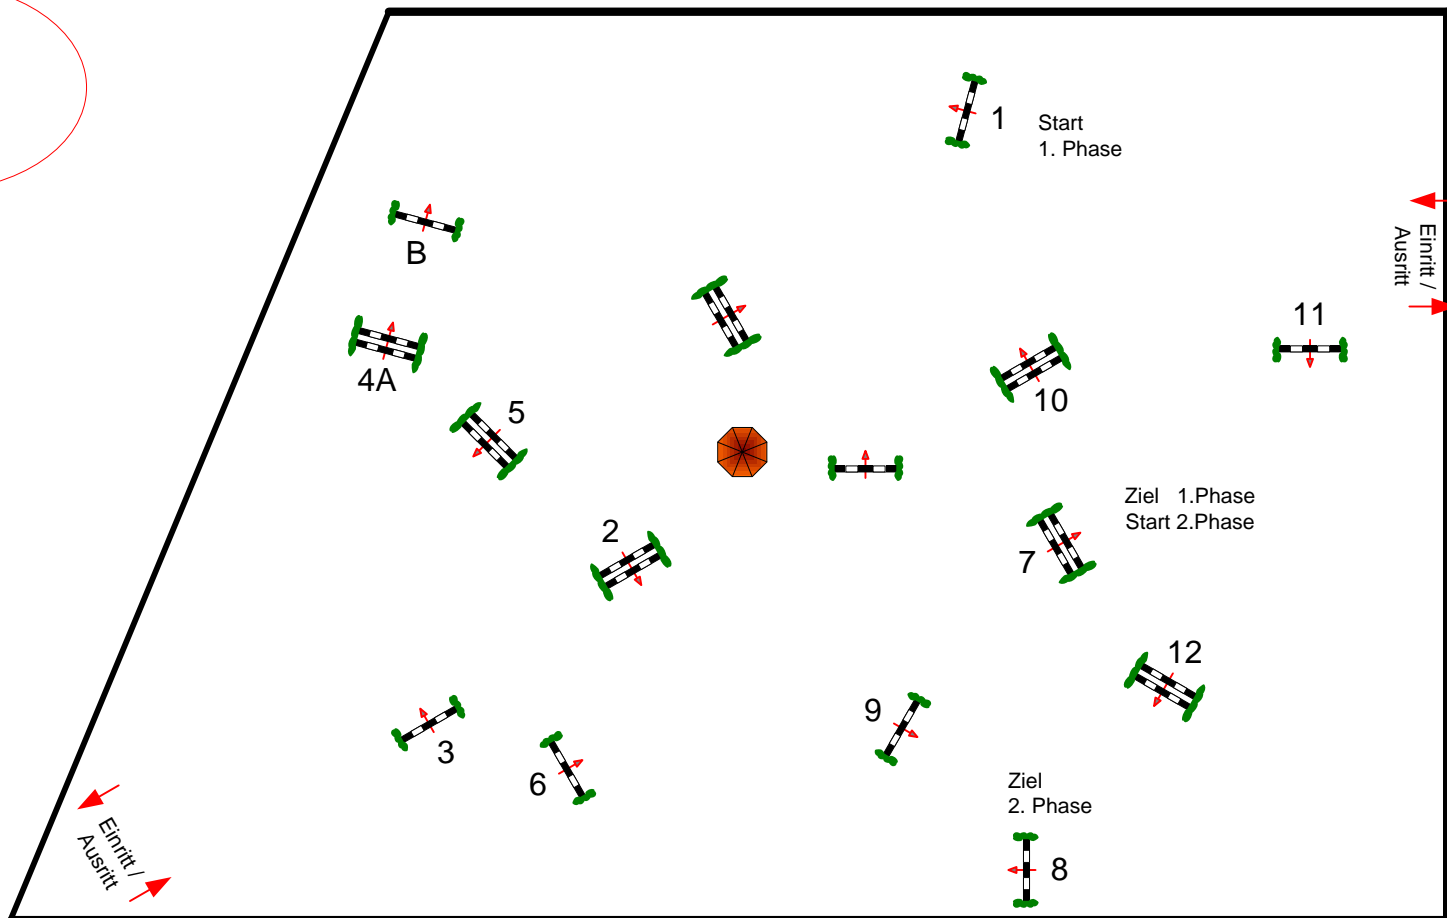 1
Start
1. Phase
B
Einritt /
Ausritt
11
4A
10
5
Ziel 1.Phase
Start 2.Phase
2
7
12
9
3
6
Ziel
2. Phase
8
Einritt /
Ausritt